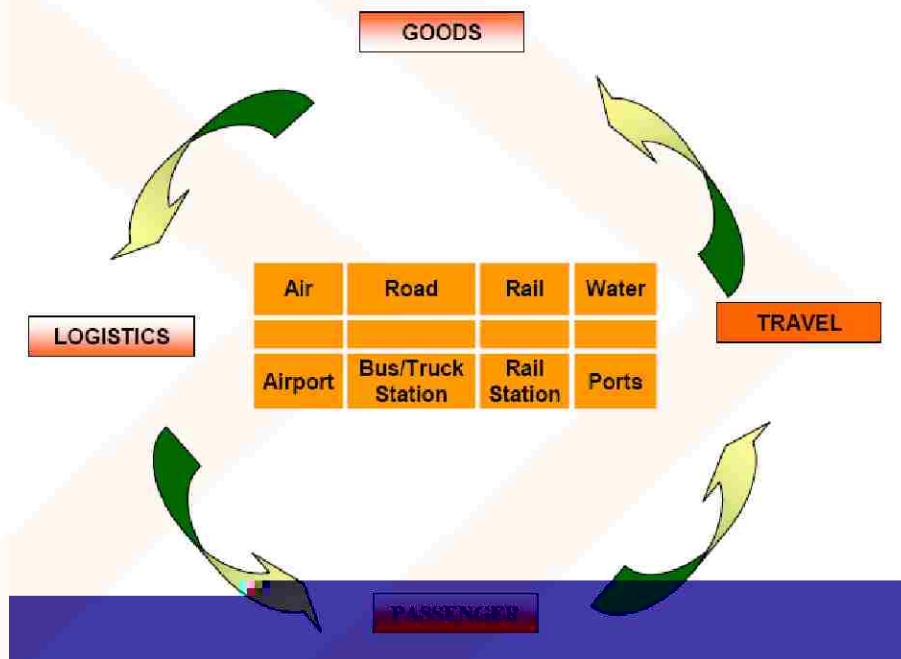 GOODS
Air Road Rail Water
LOGISTICS
TRAVEL
Airport Bus/Truck Station Rail Station Ports
PASSENGER